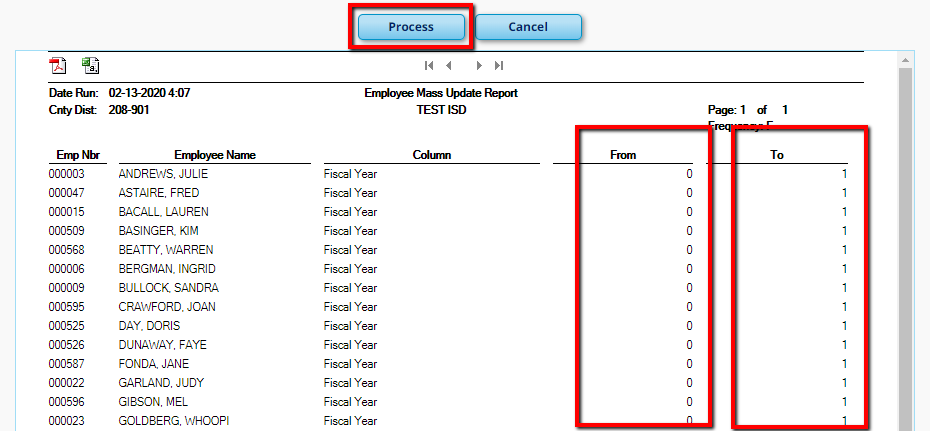 Process Cancel
Date Run: 02-13-2020 4:07 Employee Mass Update Report
Cnty Dist: 208-901 TEST ISD Page: 1 of 1
Frequency: F
Emp Nbr Employee Name Column From To
000003 ANDREWS, JULIE Fiscal Year 0 1
000047 ASTAIRE, FRED Fiscal Year 0 1
000015 BACALL, LAUREN Fiscal Year 0 1
000509 BASINGER, KIM Fiscal Year 0 1
000568 BEATTY, WARREN Fiscal Year 0 1
000006 BERGMAN, INGRID Fiscal Year 0 1
000009 BULLOCK, SANDRA Fiscal Year 0 1
000595 CRAWFORD, JOAN Fiscal Year 0 1
000525 DAY, DORIS Fiscal Year 0 1
000526 DUNAWAY, FAYE Fiscal Year 0 1
000587 FONDA, JANE Fiscal Year 0 1
000022 GARLAND, JUDY Fiscal Year 0 1
000596 GIBSON, MEL Fiscal Year 0 1
000023 GOLDBERG, WHOOPI Fiscal Year 0 1